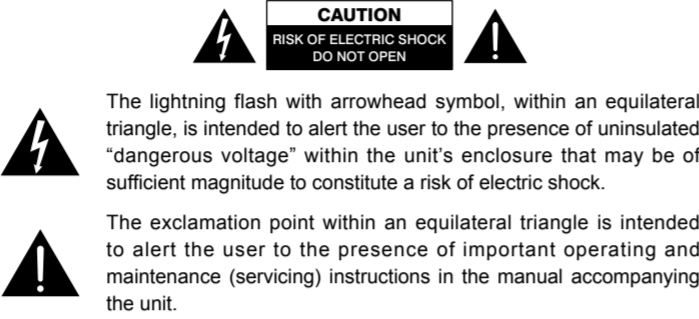 CAUTION
RISK OF ELECTRIC SHOCK
DO NOT OPEN
The lightning flash with arrowhead symbol, within an equilateral
triangle, is intended to alert the user to the presence of uninsulated
“dangerous voltage” within the unit’s enclosure that may be of
sufficient magnitude to constitute a risk of electric shock.
The exclamation point within an equilateral triangle is intended
to alert the user to the presence of important operating and
maintenance (servicing) instructions in the manual accompanying
the unit.